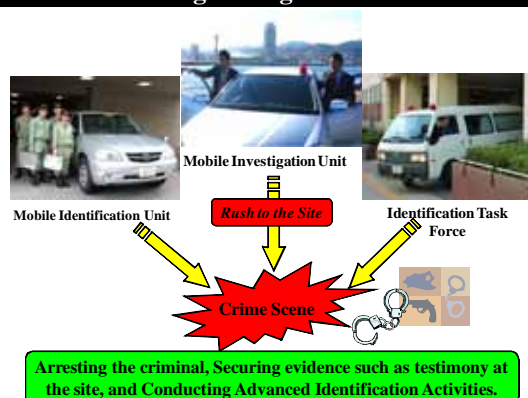 Mobile Investigation Unit
Mobile Identification Unit
Rush to the Site
Identification Task
Force
Crime Scene
Arresting the criminal, Securing evidence such as testimony at
the site, and Conducting Advanced Identification Activities.